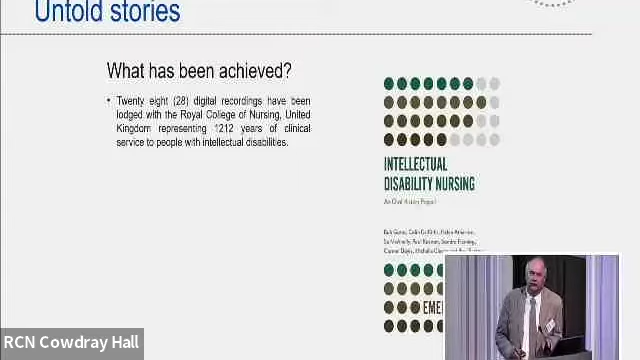 Untold stories
What has been achieved?
• Twenty eight (28) digital recordings have been
lodged with the Royal College of Nursing, United
Kingdom representing 1212 years of clinical
service to people with intellectual disabilities.
INTELLECTUAL
DISABILITY NURSING
An Oral History Project
EME
RCN Cowdray Hall